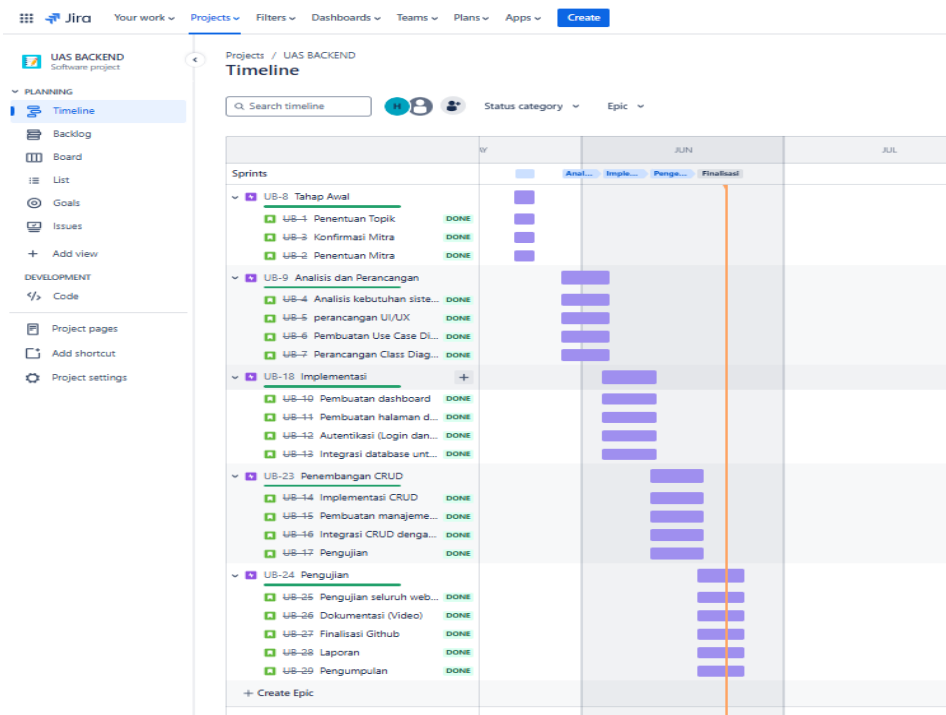 Jira Your work Projects Filters Dashboards Teams Plans Apps Create
UAS BACKEND
Software project
PLANNING
Timeline
Backlog
Board
List
Goals
Issues
Add view
DEVELOPMENT
Code
Project pages
Add shortcut
Project settings
Projects / UAS BACKEND
Timeline
Search timeline H Status category Epic
JUN JUL
Sprints Anal... Imple... Penge... Finalisasi
UB-8 Tahap Awal
UB-1 Penentuan Topik DONE
UB-3 Konfirmasi Mitra DONE
UB-2 Penentuan Mitra DONE
UB-9 Analisis dan Perancangan
UB-4 Analisis kebutuhan siste... DONE
UB-5 perancangan UI/UX DONE
UB-6 Pembuatan Use Case Di... DONE
UB-7 Perancangan Class Diag... DONE
UB-18 Implementasi
UB-10 Pembuatan dashboard DONE
UB-11 Pembuatan halaman d... DONE
UB-12 Autentikasi (Login dan... DONE
UB-13 Integrasi database unt... DONE
UB-23 Penembangan CRUD
UB-14 Implementasi CRUD DONE
UB-15 Pembuatan manajeme... DONE
UB-16 Integrasi CRUD denga... DONE
UB-17 Pengujian DONE
UB-24 Pengujian
UB-25 Pengujian seluruh web... DONE
UB-26 Dokumentasi (Video) DONE
UB-27 Finalisasi Github DONE
UB-28 Laporan DONE
UB-29 Pengumpulan DONE
+ Create Epic